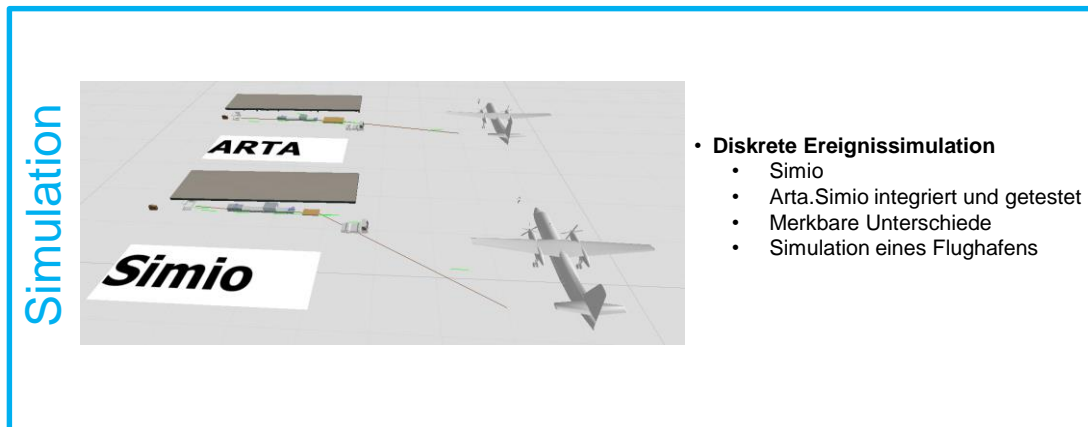 Simulation
ARTA
Simio
• Diskrete Ereignissimulation
• Simio
• Arta.Simio integriert und getestet
• Merkbare Unterschiede
• Simulation eines Flughafens